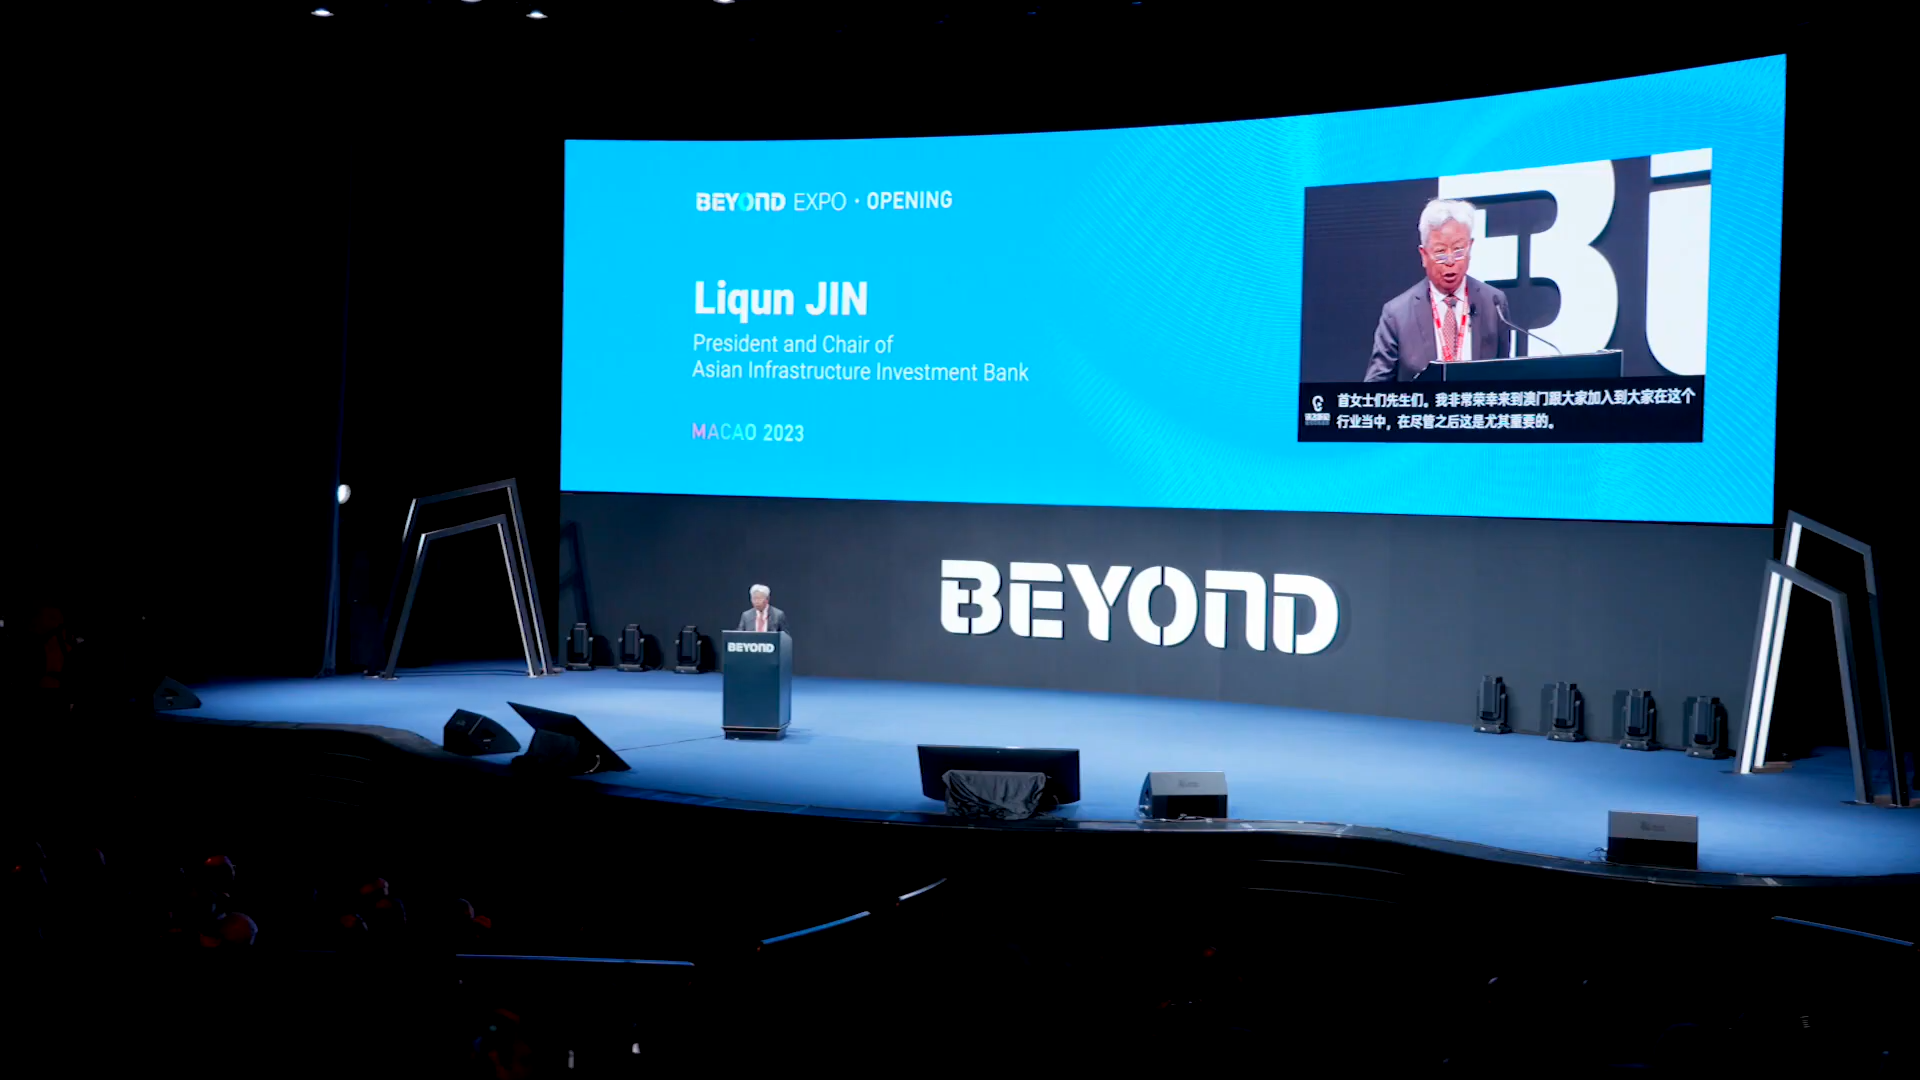 BEYOND EXPO · OPENING
Liqun JIN
President and Chair of
Asian Infrastructure Investment Bank
MACAO 2023
首女士们先生们。我非常荣幸来到澳门跟大家加入到大家在这个
行业当中，在尽管之后这是尤其重要的。
BEYOND
BEYOND